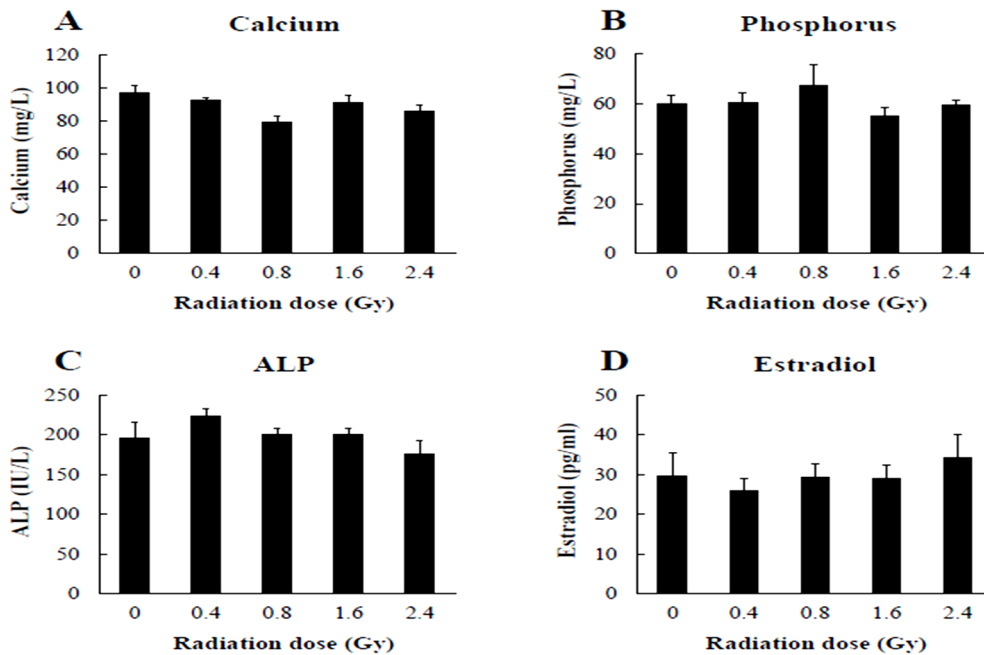 A
Calcium
Calcium (mg/L)
120
100
80
60
40
20
0
0 0.4 0.8 1.6 2.4
Radiation dose (Gy)
B
Phosphorus
Phosphorus (mg/L)
80
60
40
20
0
0 0.4 0.8 1.6 2.4
Radiation dose (Gy)
C
ALP
ALP (IU/L)
250
200
150
100
50
0
0 0.4 0.8 1.6 2.4
Radiation dose (Gy)
D
Estradiol
Estradiol (pg/ml)
50
40
30
20
10
0
0 0.4 0.8 1.6 2.4
Radiation dose (Gy)